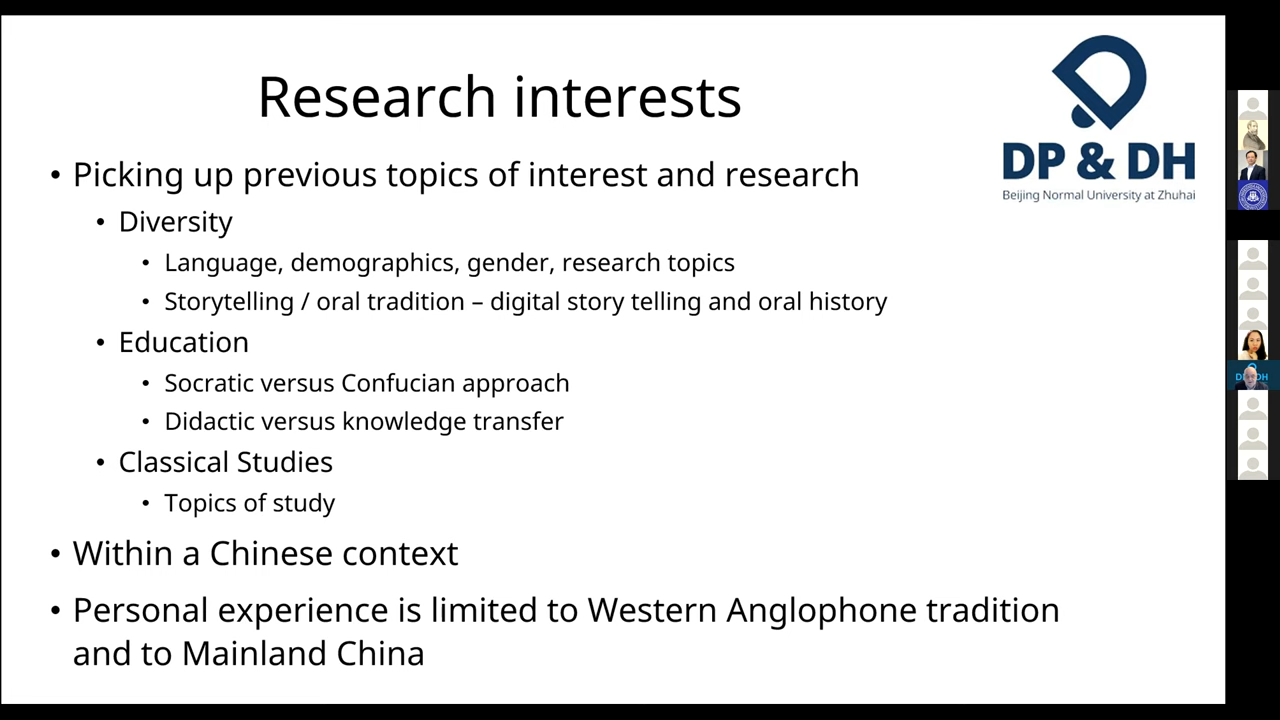 Research interests
DP & DH
Beijing Normal University at Zhuhai
• Picking up previous topics of interest and research
• Diversity
• Language, demographics, gender, research topics
• Storytelling / oral tradition – digital story telling and oral history
• Education
• Socratic versus Confucian approach
• Didactic versus knowledge transfer
• Classical Studies
• Topics of study
• Within a Chinese context
• Personal experience is limited to Western Anglophone tradition
and to Mainland China